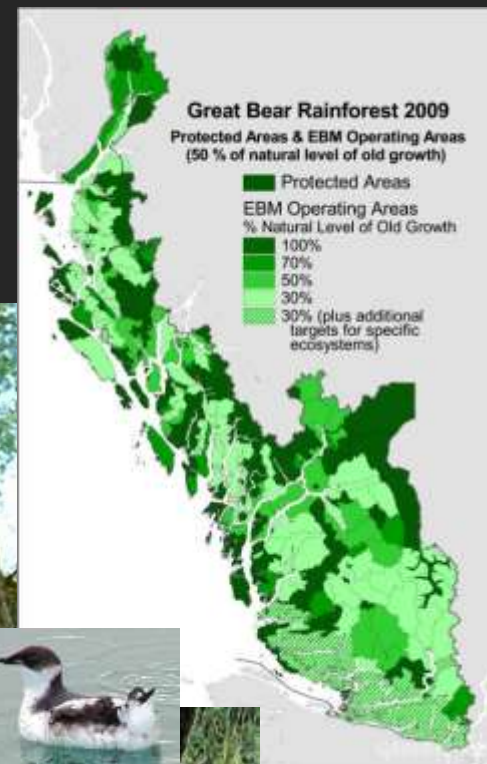 Great Bear Rainforest 2009
Protected Areas & EBM Operating Areas
(50 % of natural level of old growth)
Protected Areas
EBM Operating Areas
% Natural Level of Old Growth
100%
70%
50%
30%
30% (plus additional
targets for specific
ecosystems)